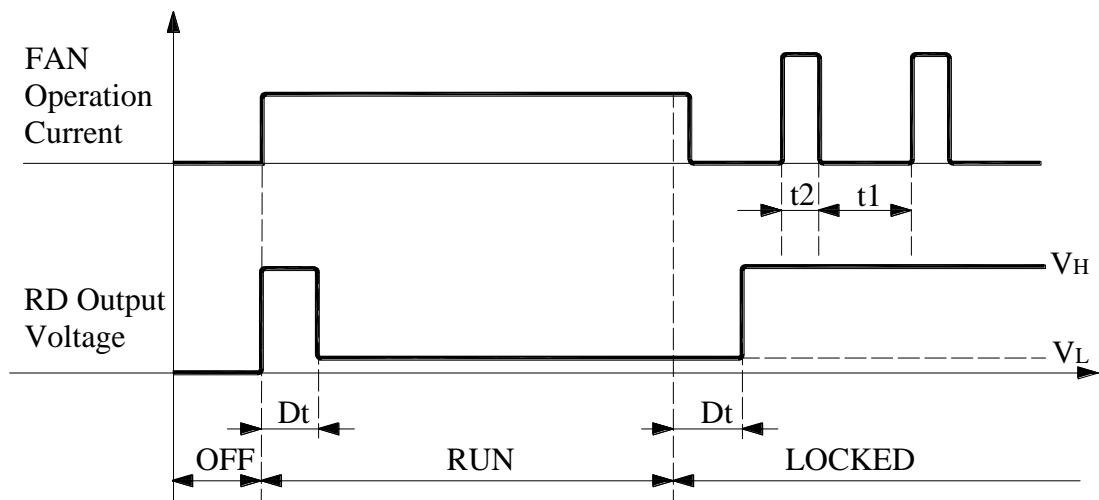 FAN
Operation
Current
t2
t1
VH
RD Output
Voltage
VL
Dt
Dt
OFF
RUN
LOCKED